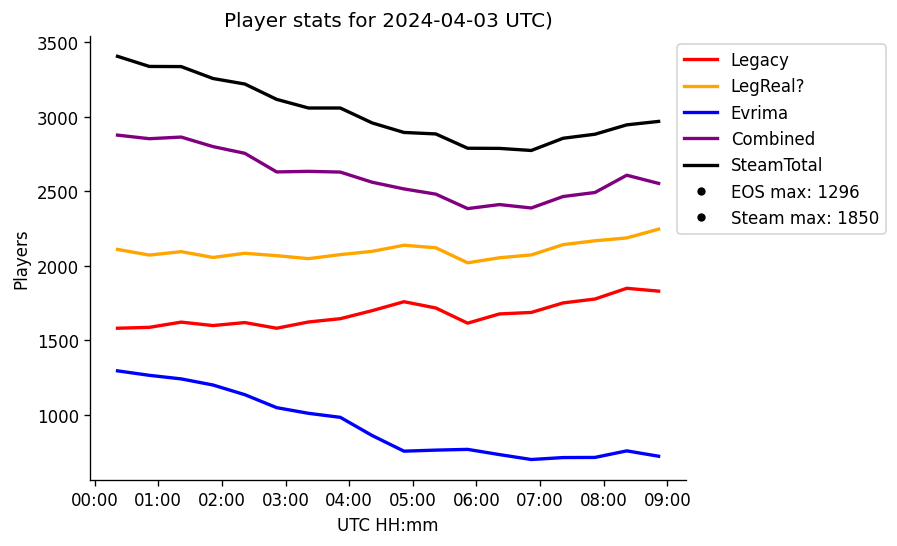 Player stats for 2024-04-03 UTC)
3500
3000
2500
2000
1500
1000
Players
00:00 01:00 02:00 03:00 04:00 05:00 06:00 07:00 08:00 09:00
UTC HH:mm
Legacy
LegReal?
Evrima
Combined
SteamTotal
EOS max: 1296
Steam max: 1850